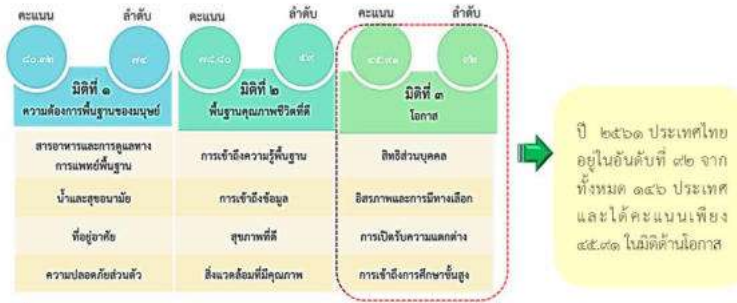 คะแนน ลำดับ คะแนน ลำดับ คะแนน ลำดับ
๗๔.๘๐ ๕๙ ๔๕.๙๑ ๙๒
มิติที่ ๑
ความต้องการพื้นฐานของมนุษย์
มิติที่ ๒
พื้นฐานคุณภาพชีวิตที่ดี
มิติที่ ๓
โอกาส
สารอาหารและการดูแลทาง
การแพทย์พื้นฐาน
การเข้าถึงความรู้พื้นฐาน
สิทธิส่วนบุคคล
น้ำและสุขอนามัย
การเข้าถึงข้อมูล
อิสรภาพและการมีทางเลือก
ที่อยู่อาศัย
สุขภาพที่ดี
การเปิดรับความแตกต่าง
ความปลอดภัยส่วนตัว
สิ่งแวดล้อมที่มีคุณภาพ
การเข้าถึงการศึกษาขั้นสูง
ปี ๒๕๖๑ ประเทศไทย
อยู่ในอันดับที่ ๙๒ จาก
ทั้งหมด ๑๔๖ ประเทศ
และได้คะแนนเพียง
๔๕.๙๑ ในมิติด้านโอกาส